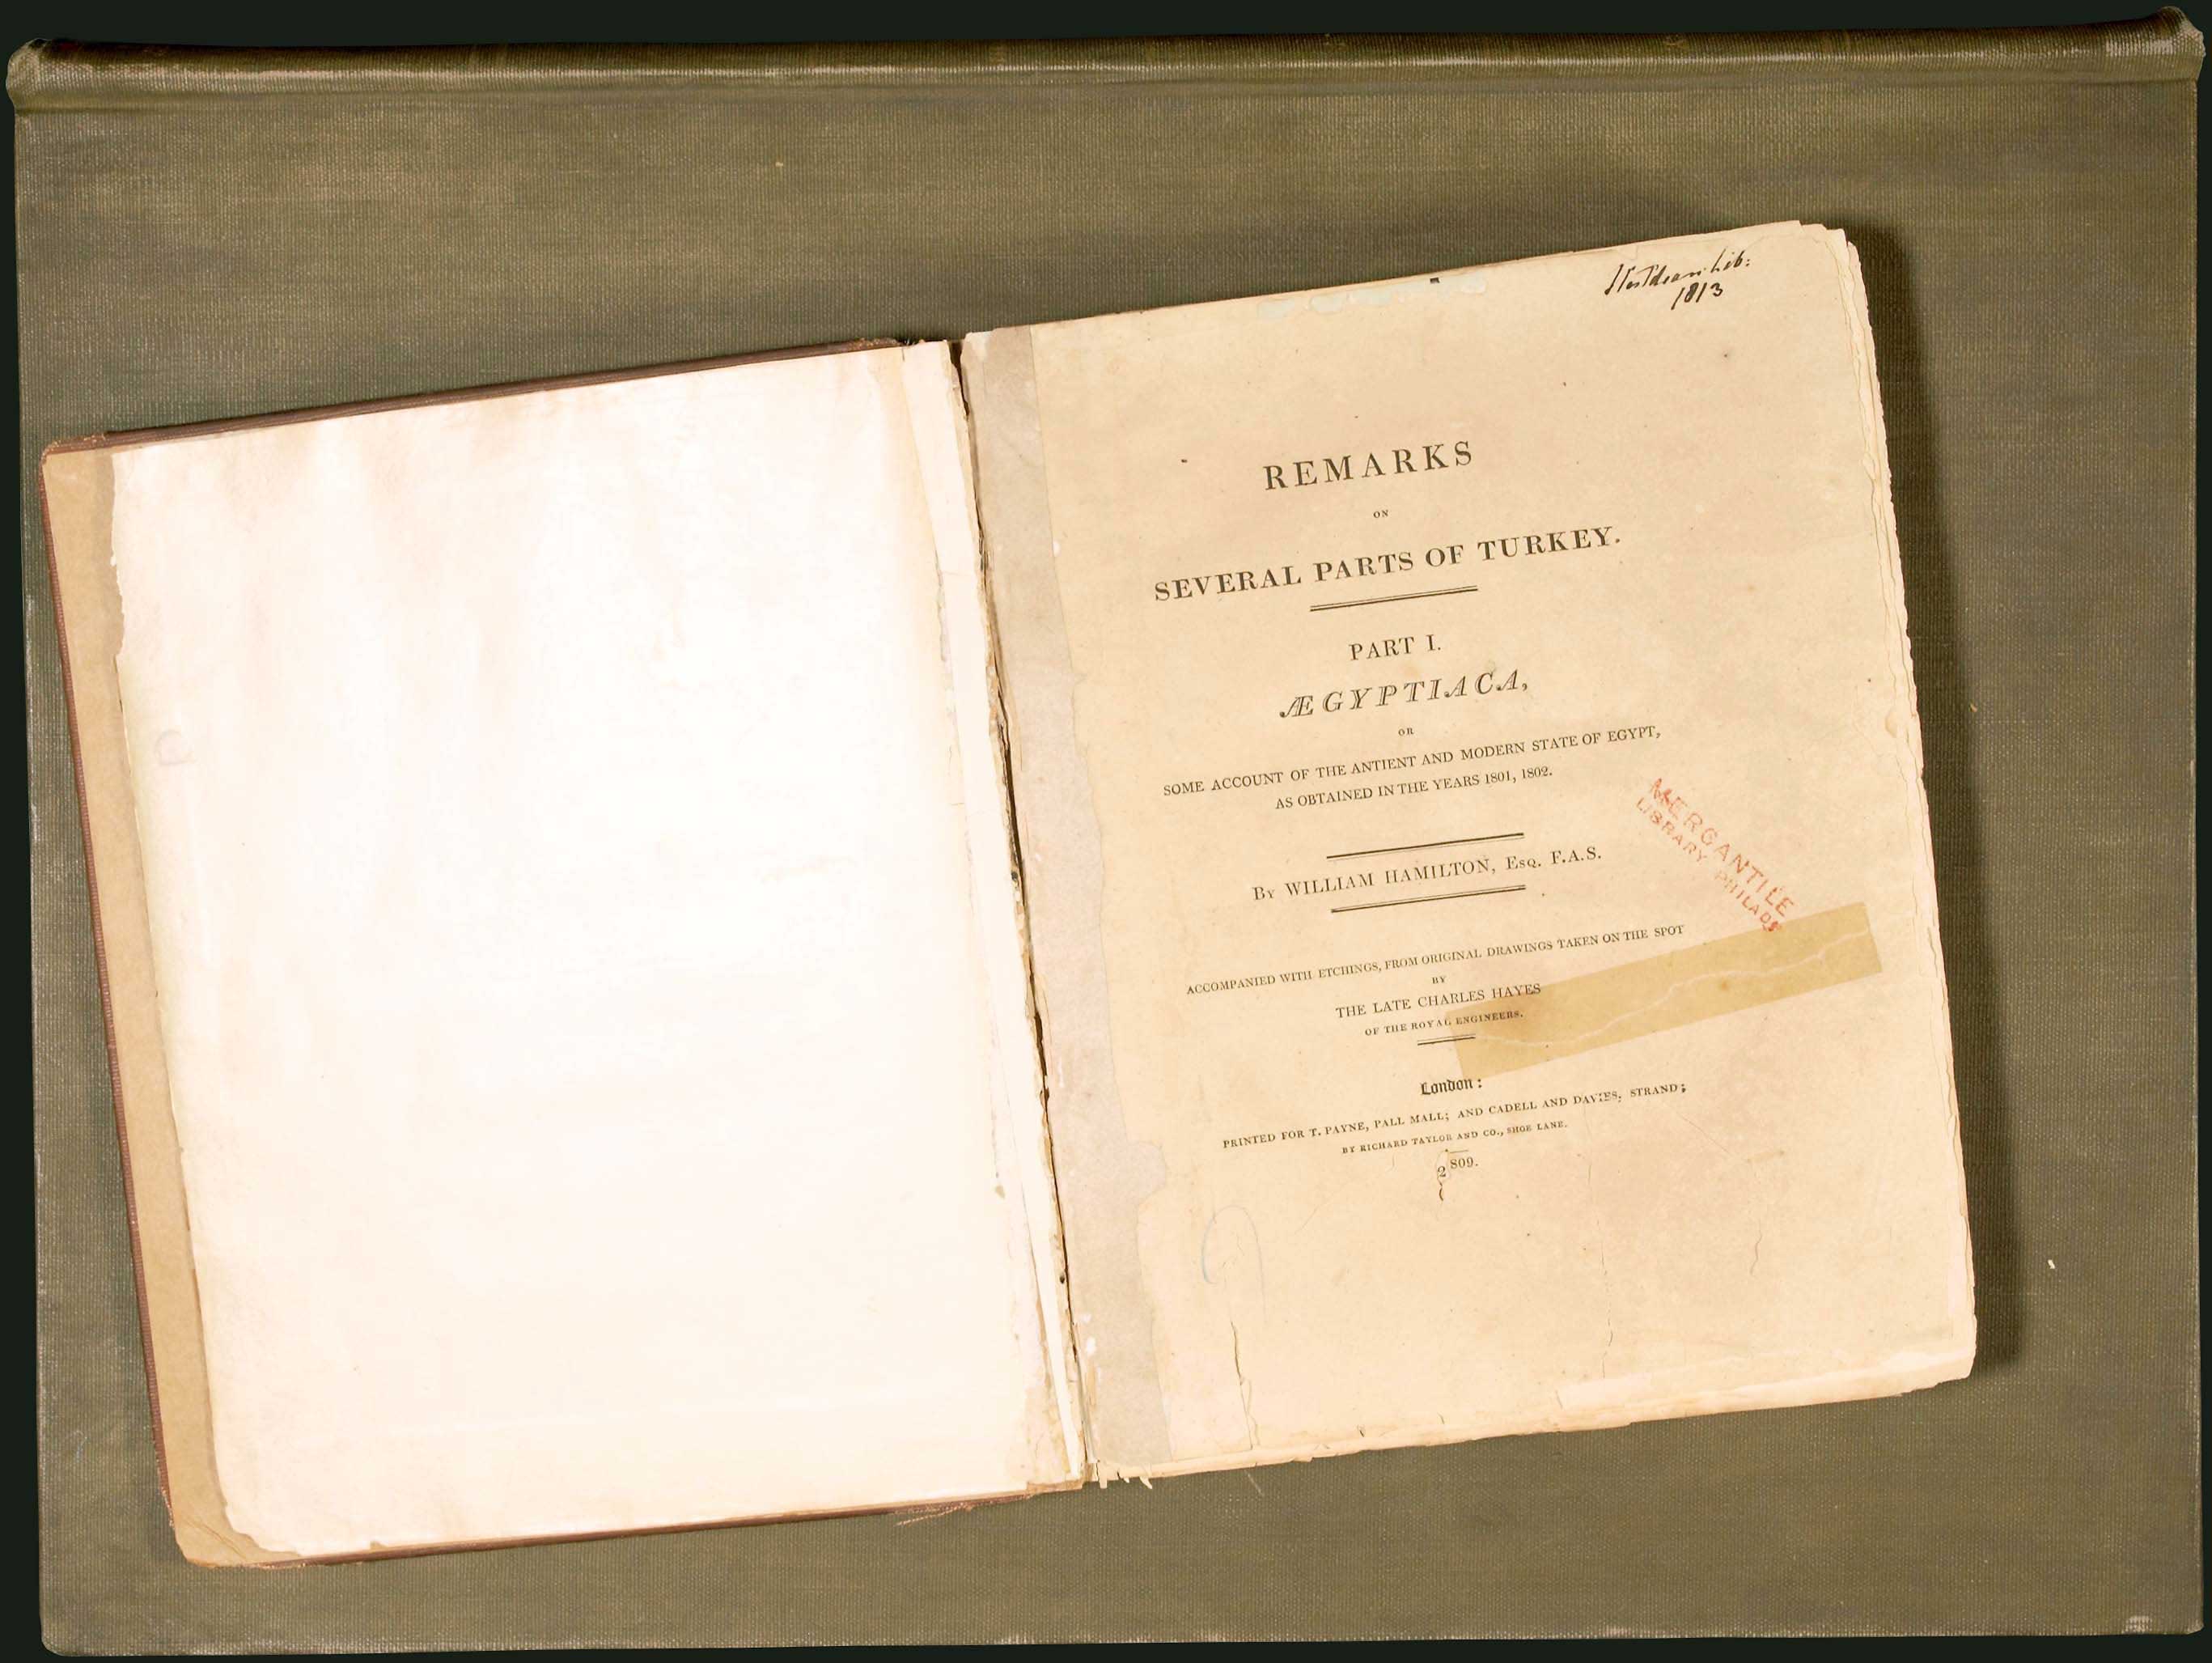 1813
REMARKS
ON
SEVERAL PARTS OF TURKEY.
PART I.
ÆGYPTIACA,
OR
SOME ACCOUNT OF THE ANTIENT AND MODERN STATE OF EGYPT,
AS OBTAINED IN THE YEARS 1801, 1802.
MERCANTILE
LIBRARY PHILADA
By WILLIAM HAMILTON, Esq. F.A.S.
ACCOMPANIED WITH ETCHINGS, FROM ORIGINAL DRAWINGS TAKEN ON THE SPOT
BY
THE LATE CHARLES HAYES
OF THE ROYAL ENGINEERS.
London:
PRINTED FOR T. PAYNE, PALL MALL; AND CADELL AND DAVIES, STRAND;
BY RICHARD TAYLOR AND CO., SHOE LANE.
809.